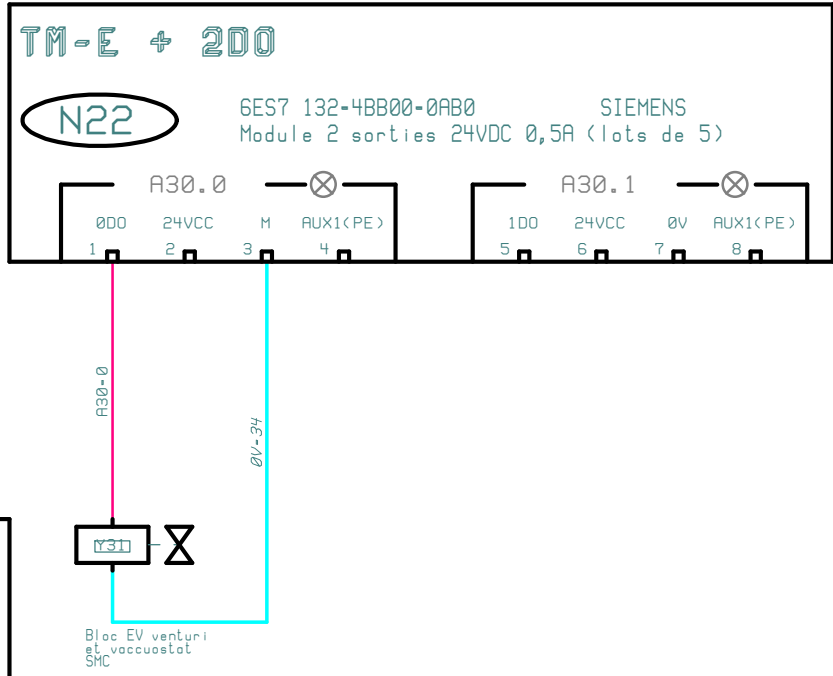 TM-E + 2DO
N22
6ES7 132-4BB00-0AB0 SIEMENS
Module 2 sorties 24VDC 0,5A (lots de 5)
A30.0 A30.1
0DO 24VCC M AUX1(PE) 1DO 24VCC 0V AUX1(PE)
1 2 3 4 5 6 7 8
A30-0
0V-34
Y31
Bloc EV venturi
et vaccuostat
SMC